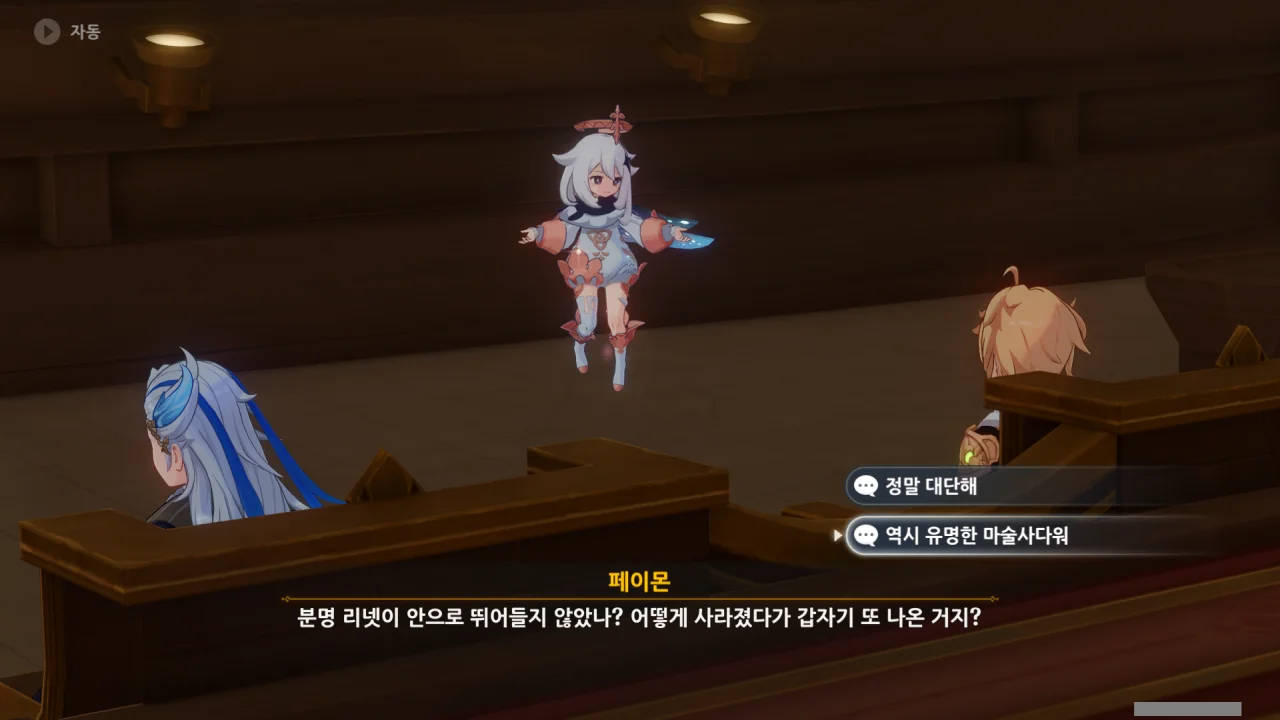 자동
정말 대단해
역시 유명한 마술사다워
페이몬
분명 리넷이 안으로 뛰어들지 않았나? 어떻게 사라졌다가 갑자기 또 나온 거지?